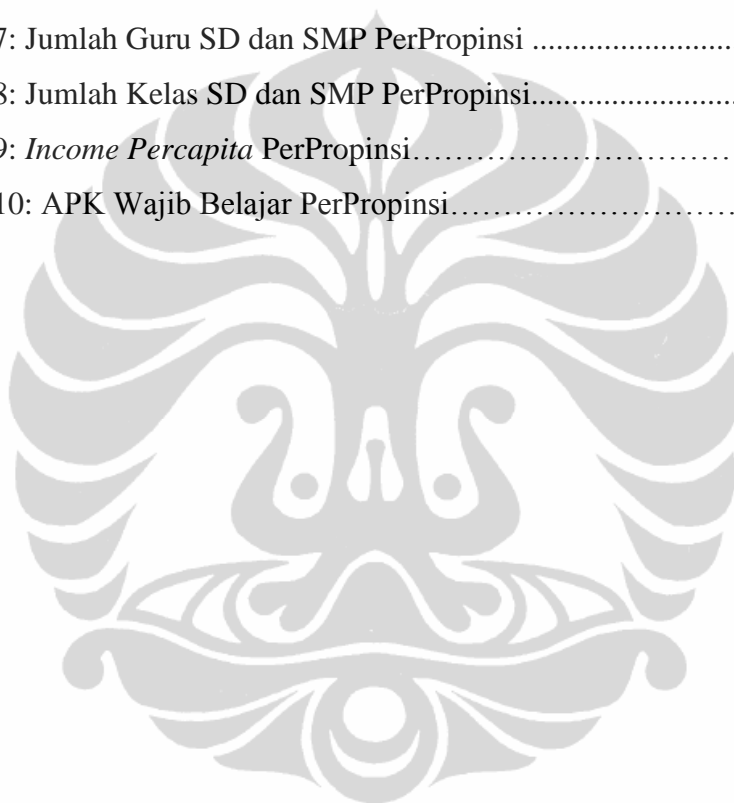 7: Jumlah Guru SD dan SMP PerPropinsi ...........................
8: Jumlah Kelas SD dan SMP PerPropinsi...........................
9: Income Percapita PerPropinsi……………………………
10: APK Wajib Belajar PerPropinsi…………………………